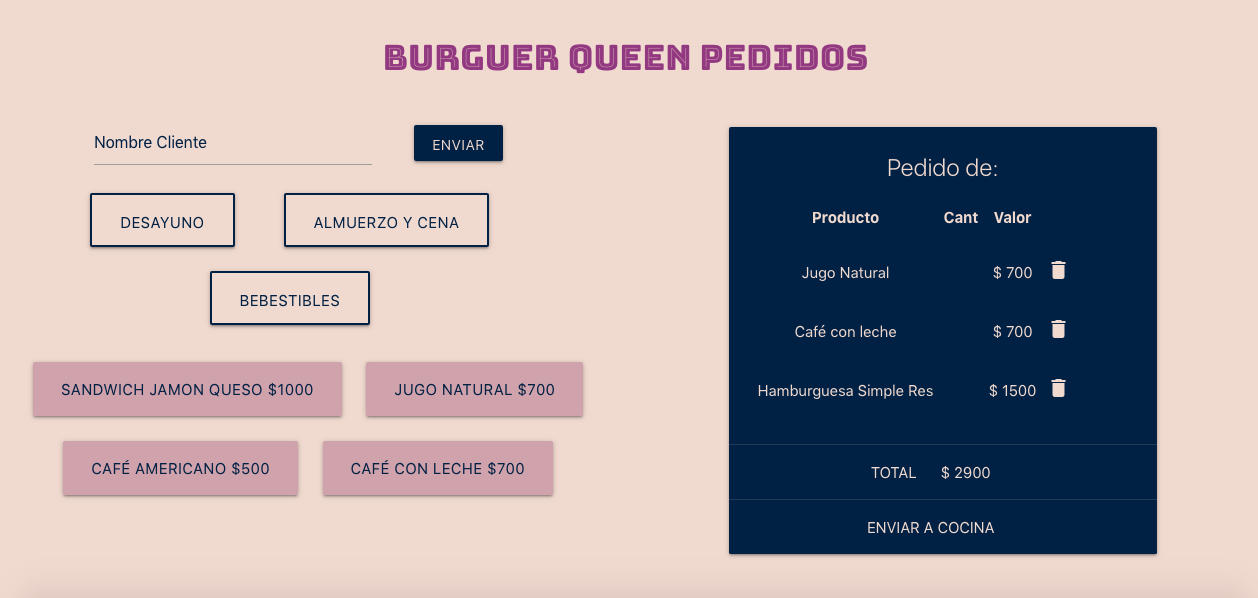 BURGUER QUEEN PEDIDOS
Nombre Cliente
ENVIAR
DESAYUNO
ALMUERZO Y CENA
BEBESTIBLES
SANDWICH JAMON QUESO $1000
JUGO NATURAL $700
CAFÉ AMERICANO $500
CAFÉ CON LECHE $700
Pedido de:
Producto Cant Valor
Jugo Natural $ 700
Café con leche $ 700
Hamburguesa Simple Res $ 1500
TOTAL $ 2900
ENVIAR A COCINA